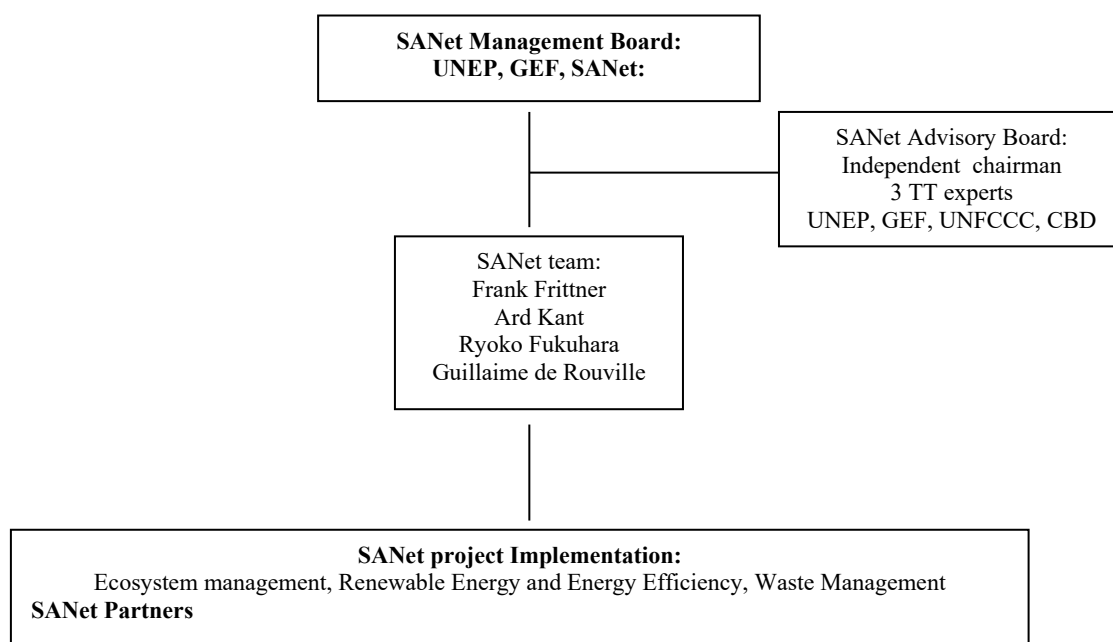 SANet Management Board:
UNEP, GEF, SANet:
SANet Advisory Board:
Independent chairman
3 TT experts
UNEP, GEF, UNFCCC, CBD
SANet team:
Frank Frittner
Ard Kant
Ryoko Fukuhara
Guillaime de Rouville
SANet project Implementation:
Ecosystem management, Renewable Energy and Energy Efficiency, Waste Management
SANet Partners